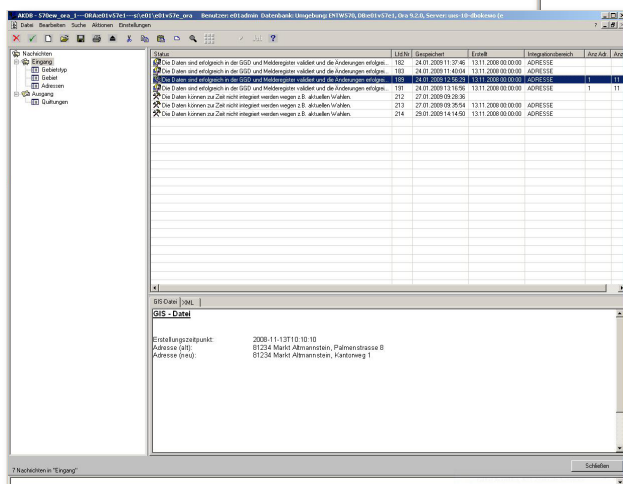 AKDB - 570ew_ora_1---ORAe01v57e1---s\e01\e01v57e_ora Benutzer: e01admin Datenbank: Umgebung: ENTW570, DB:e01v57e1, Ora 9.2.0, Server:
Datei Bearbeiten Suche Aktionen Einstellungen ?
Nachrichten
Eingang
Gebietstyp
Gebiet
Adressen
Ausgang
Quittungen
Status Lfd.Nr Gespeichert Erstellt Integrationsbereich Anz Adr. Anz
Die Daten sind erfolgreich in der GGD und Melderegister validiert und die Änderungen erfolgrei... 182 24.01.2009 11:37:46 13.11.2008 00:00:00 ADRESSE
Die Daten sind erfolgreich in der GGD und Melderegister validiert und die Änderungen erfolgrei... 183 24.01.2009 11:40:04 13.11.2008 00:00:00 ADRESSE
Die Daten sind erfolgreich in der GGD und Melderegister validiert und die Änderungen erfolgrei... 189 24.01.2009 12:56:29 13.11.2008 00:00:00 ADRESSE 1 11
Die Daten sind erfolgreich in der GGD und Melderegister validiert und die Änderungen erfolgrei... 191 24.01.2009 13:16:56 13.11.2008 00:00:00 ADRESSE 1 11
Die Daten können zur Zeit nicht integriert werden wegen z.B. aktuellen Wahlen. 212 27.01.2009 09:28:36
Die Daten können zur Zeit nicht integriert werden wegen z.B. aktuellen Wahlen. 213 27.01.2009 09:35:54 13.11.2008 00:00:00 ADRESSE
Die Daten können zur Zeit nicht integriert werden wegen z.B. aktuellen Wahlen. 214 29.01.2009 14:14:50 13.11.2008 00:00:00 ADRESSE
GIS-Datei XML
GIS - Datei
Erstellungszeitpunkt: 2008-11-13T10:10:10
Adresse (alt): 81234 Markt Altmannstein, Palmenstrasse 8
Adresse (neu): 81234 Markt Altmannstein, Kantorweg 1
Schließen
7 Nachrichten in "Eingang"